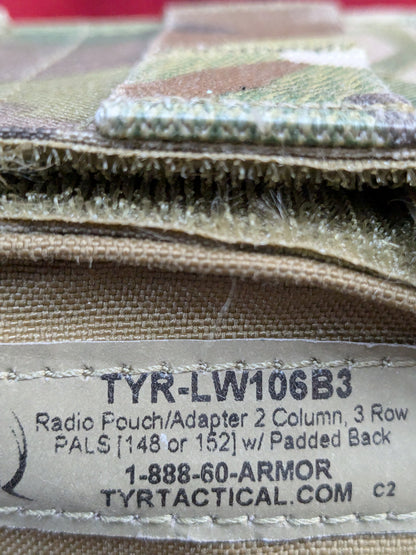 TYR-LW106B3
Radio Pouch/Adapter 2 Column, 3 Row
PALS [148 or 152] w/ Padded Back
1-888-60-ARMOR
TYRTACTICAL.COM C2